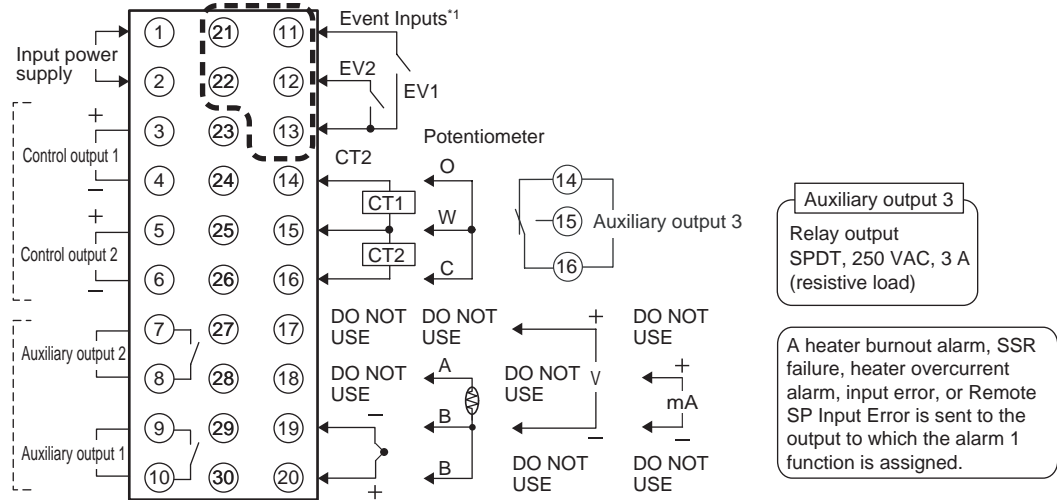 Input power
supply
Control output 1
+
−
Control output 2
+
−
Auxiliary output 2
Auxiliary output 1
1 21 11
2 22 12
3 23 13
4 24 14
5 25 15
6 26 16
7 27 17
8 28 18
9 29 19
10 30 20
Event Inputs*1
EV2
EV1
CT2
CT1
CT2
Potentiometer
O
W
C
14
15
16
Auxiliary output 3
DO NOT
USE
DO NOT
USE
−
+
DO NOT
USE
A
B
B
+
V
−
DO NOT
USE
DO NOT
USE
DO NOT
USE
+
mA
−
DO NOT
USE
Auxiliary output 3
Relay output
SPDT, 250 VAC, 3 A
(resistive load)
A heater burnout alarm, SSR
failure, heater overcurrent
alarm, input error, or Remote
SP Input Error is sent to the
output to which the alarm 1
function is assigned.